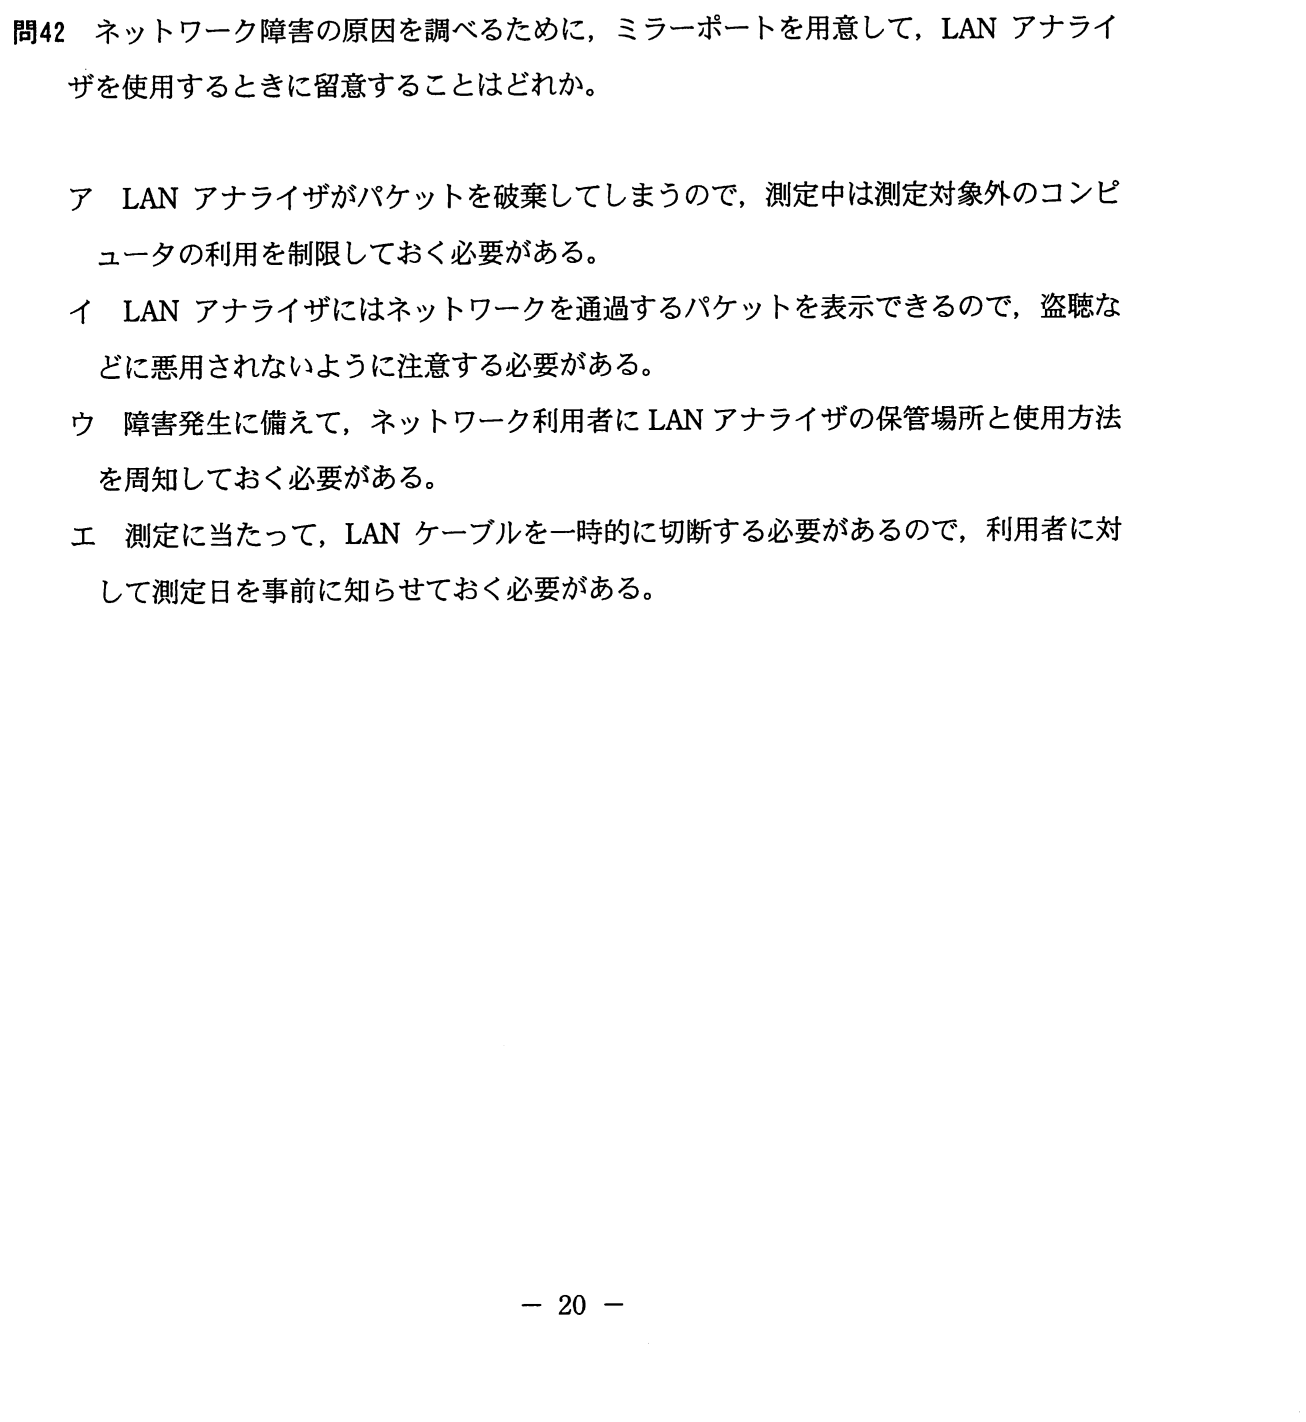 問42 ネットワーク障害の原因を調べるために，ミラーポートを用意して，LAN アナライ
ザを使用するときに留意することはどれか。
ア LAN アナライザがパケットを破棄してしまうので，測定中は測定対象外のコンピ
ュータの利用を制限しておく必要がある。
イ LAN アナライザにはネットワークを通過するパケットを表示できるので，盗聴な
どに悪用されないように注意する必要がある。
ウ 障害発生に備えて，ネットワーク利用者に LAN アナライザの保管場所と使用方法
を周知しておく必要がある。
エ 測定に当たって，LAN ケーブルを一時的に切断する必要があるので，利用者に対
して測定日を事前に知らせておく必要がある。
－ 20 －